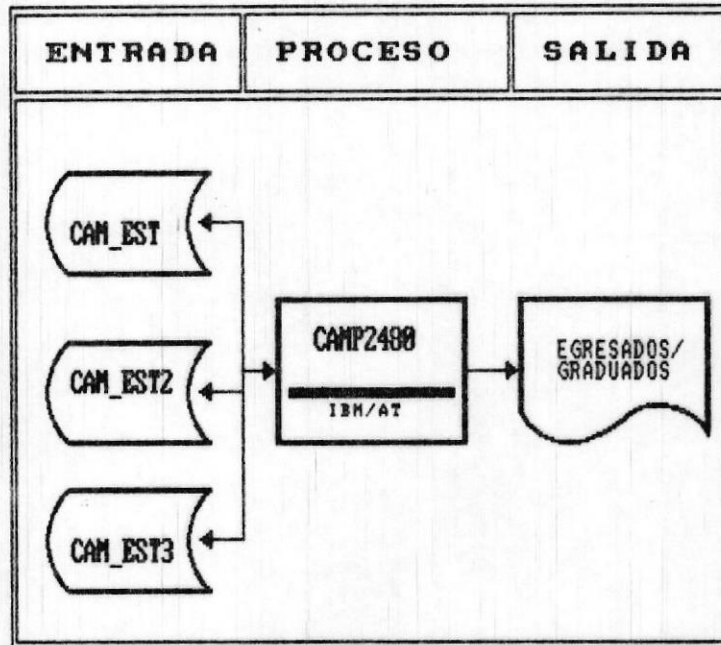 ENTRADA
PROCESO
SALIDA
CAM_EST
CAM_EST2
CAM_EST3
CAMP2480
IBM/AT
EGRESADOS/
GRADUADOS